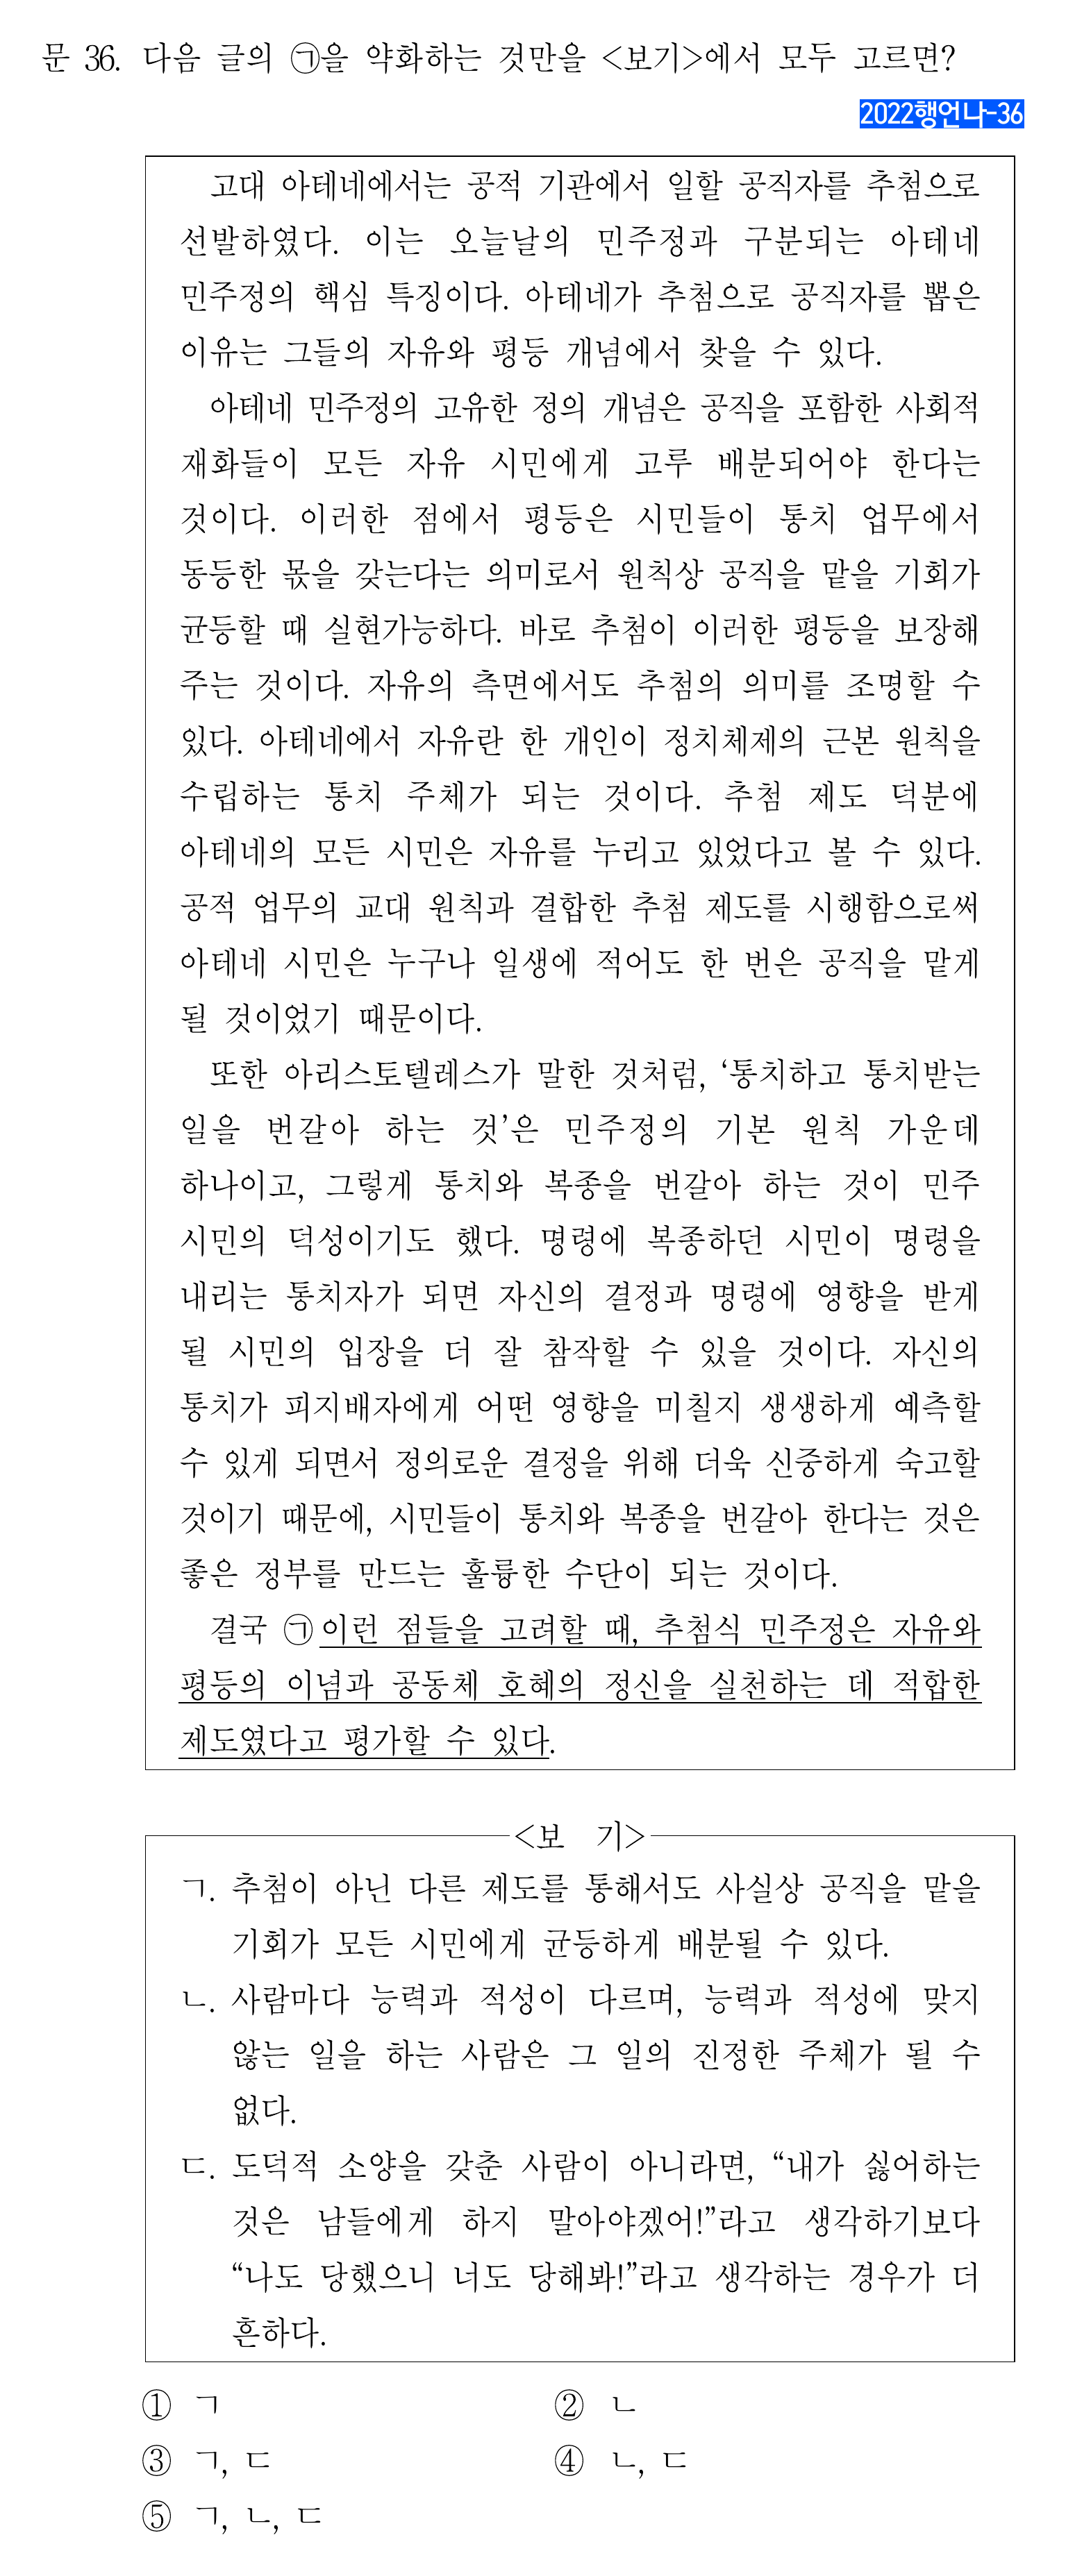 문 36. 다음 글의 ㉠을 약화하는 것만을 <보기>에서 모두 고르면?
2022행언나-36
고대 아테네에서는 공적 기관에서 일할 공직자를 추첨으로
선발하였다. 이는 오늘날의 민주정과 구분되는 아테네
민주정의 핵심 특징이다. 아테네가 추첨으로 공직자를 뽑은
이유는 그들의 자유와 평등 개념에서 찾을 수 있다.
아테네 민주정의 고유한 정의 개념은 공직을 포함한 사회적
재화들이 모든 자유 시민에게 고루 배분되어야 한다는
것이다. 이러한 점에서 평등은 시민들이 통치 업무에서
동등한 몫을 갖는다는 의미로서 원칙상 공직을 맡을 기회가
균등할 때 실현가능하다. 바로 추첨이 이러한 평등을 보장해
주는 것이다. 자유의 측면에서도 추첨의 의미를 조명할 수
있다. 아테네에서 자유란 한 개인이 정치체제의 근본 원칙을
수립하는 통치 주체가 되는 것이다. 추첨 제도 덕분에
아테네의 모든 시민은 자유를 누리고 있었다고 볼 수 있다.
공적 업무의 교대 원칙과 결합한 추첨 제도를 시행함으로써
아테네 시민은 누구나 일생에 적어도 한 번은 공직을 맡게
될 것이었기 때문이다.
또한 아리스토텔레스가 말한 것처럼, ‘통치하고 통치받는
일을 번갈아 하는 것’은 민주정의 기본 원칙 가운데
하나이고, 그렇게 통치와 복종을 번갈아 하는 것이 민주
시민의 덕성이기도 했다. 명령에 복종하던 시민이 명령을
내리는 통치자가 되면 자신의 결정과 명령에 영향을 받게
될 시민의 입장을 더 잘 참작할 수 있을 것이다. 자신의
통치가 피지배자에게 어떤 영향을 미칠지 생생하게 예측할
수 있게 되면서 정의로운 결정을 위해 더욱 신중하게 숙고할
것이기 때문에, 시민들이 통치와 복종을 번갈아 한다는 것은
좋은 정부를 만드는 훌륭한 수단이 되는 것이다.
결국 ㉠이런 점들을 고려할 때, 추첨식 민주정은 자유와
평등의 이념과 공동체 호혜의 정신을 실천하는 데 적합한
제도였다고 평가할 수 있다.
<보 기>
ㄱ. 추첨이 아닌 다른 제도를 통해서도 사실상 공직을 맡을
기회가 모든 시민에게 균등하게 배분될 수 있다.
ㄴ. 사람마다 능력과 적성이 다르며, 능력과 적성에 맞지
않는 일을 하는 사람은 그 일의 진정한 주체가 될 수
없다.
ㄷ. 도덕적 소양을 갖춘 사람이 아니라면, “내가 싫어하는
것은 남들에게 하지 말아야겠어!”라고 생각하기보다
“나도 당했으니 너도 당해봐!”라고 생각하는 경우가 더
흔하다.
① ㄱ ② ㄴ
③ ㄱ, ㄷ ④ ㄴ, ㄷ
⑤ ㄱ, ㄴ, ㄷ